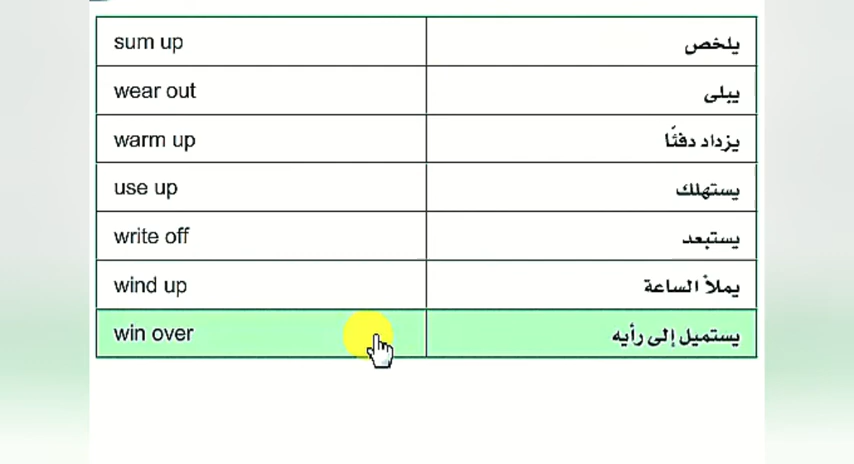 sum up يلخص
wear out يبلى
warm up يزداد دفئًا
use up يستهلك
write off يستبعد
wind up يملأ الساعة
win over يستميل إلى رأيه